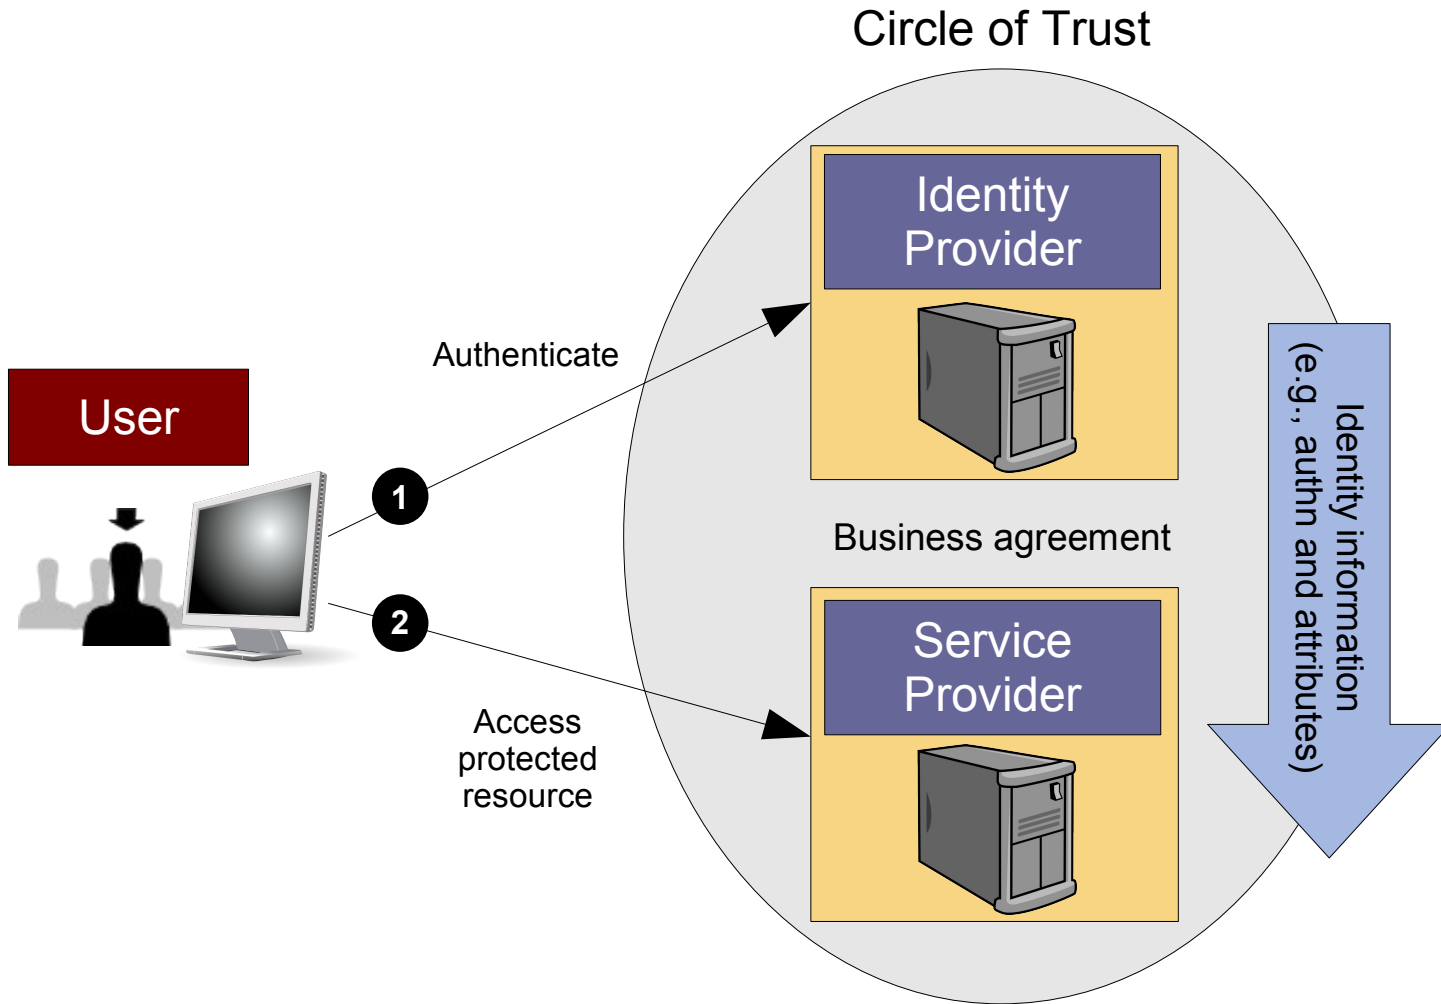 Circle of Trust
Identity
Provider
Authenticate
User
1
Identity information
(e.g., authn and attributes)
Business agreement
2
Service
Provider
Access
protected
resource